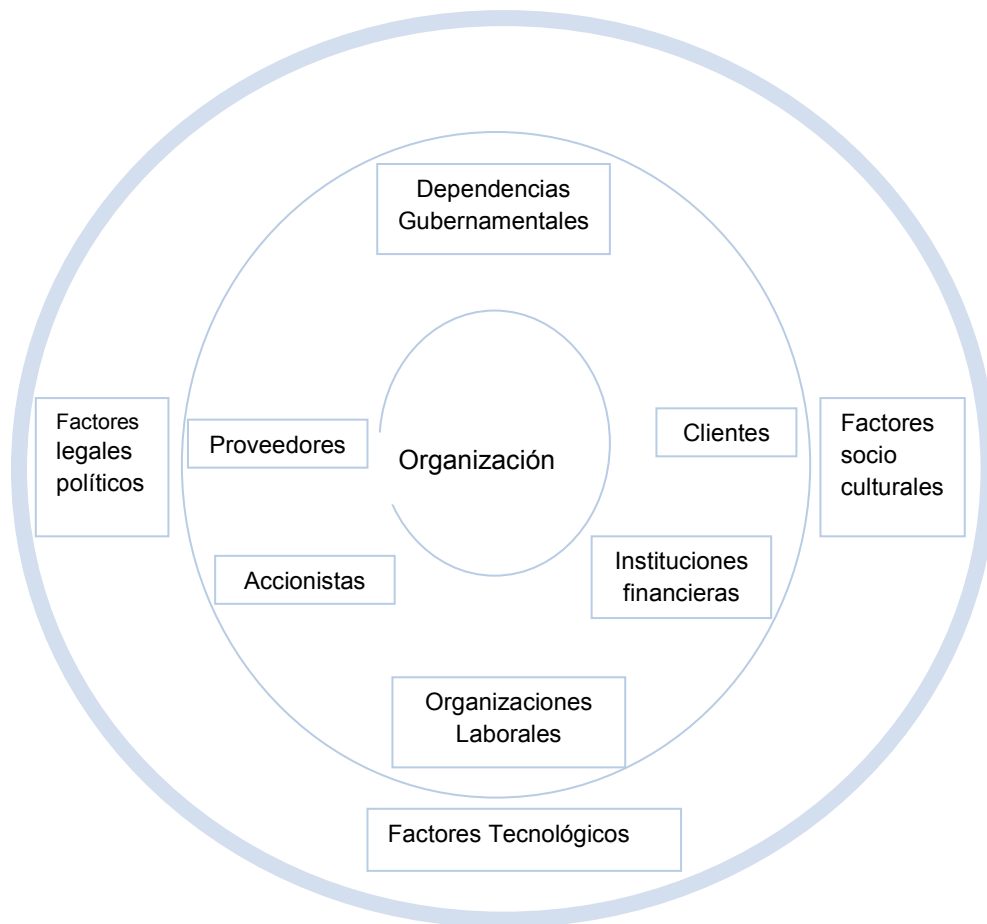 Dependencias
Gubernamentales
Factores
legales
políticos
Proveedores
Organización
Clientes
Factores
socio
culturales
Accionistas
Instituciones
financieras
Organizaciones
Laborales
Factores Tecnológicos